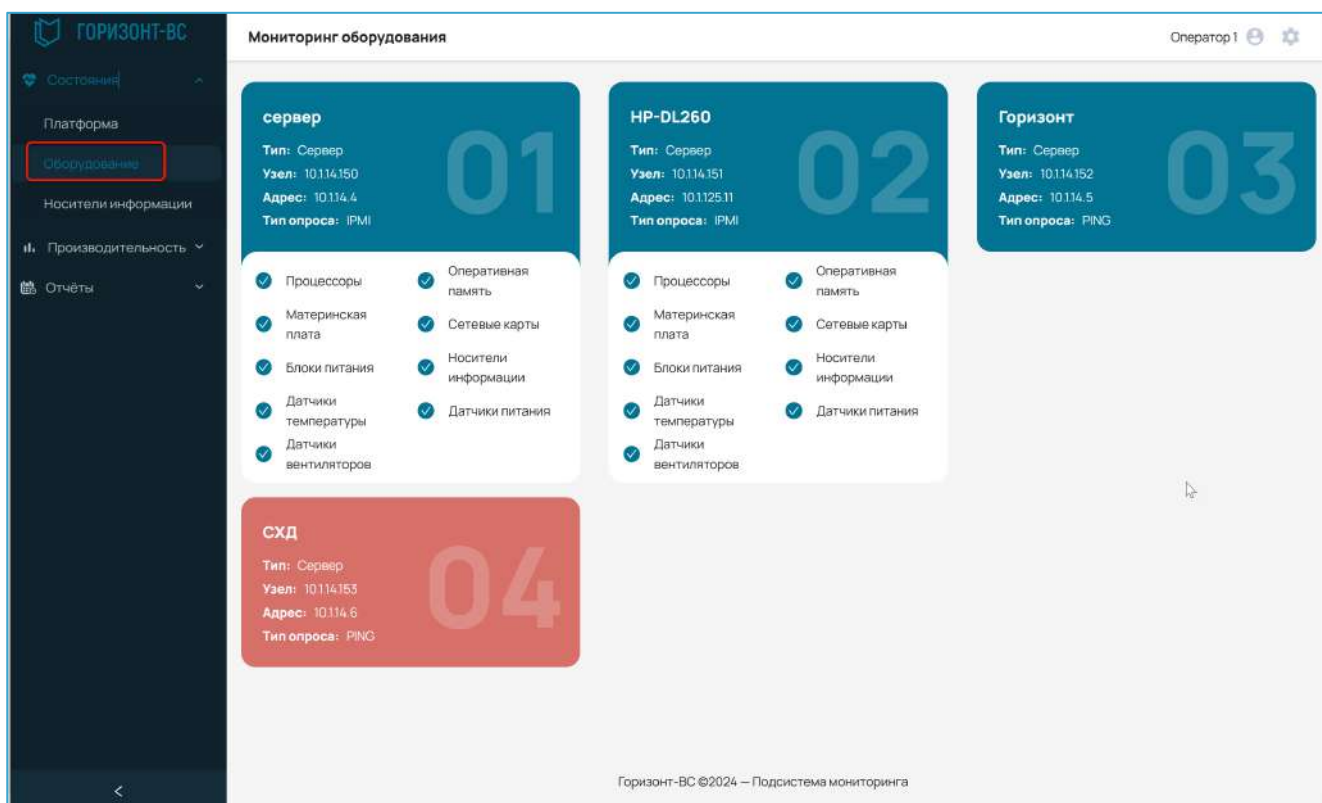 ГОРИЗОНТ-ВС
Мониторинг оборудования
Оператор 1
Состояния
Платформа
Оборудование
Носители информации
Производительность
Отчёты
сервер
Тип: Сервер
Узел: 10.1.14.150
Адрес: 10.1.14.4
Тип опроса: IPMI
01
Процессоры
Оперативная
память
Материнская
плата
Сетевые карты
Блоки питания
Носители
информации
Датчики
температуры
Датчики питания
Датчики
вентиляторов
HP-DL260
Тип: Сервер
Узел: 10.1.14.151
Адрес: 10.1.125.11
Тип опроса: IPMI
02
Процессоры
Оперативная
память
Материнская
плата
Сетевые карты
Блоки питания
Носители
информации
Датчики
температуры
Датчики питания
Датчики
вентиляторов
Горизонт
Тип: Сервер
Узел: 10.1.14.152
Адрес: 10.1.14.5
Тип опроса: PING
03
СХД
Тип: Сервер
Узел: 10.1.14.153
Адрес: 10.1.14.6
Тип опроса: PING
04
Горизонт-ВС ©2024 — Подсистема мониторинга